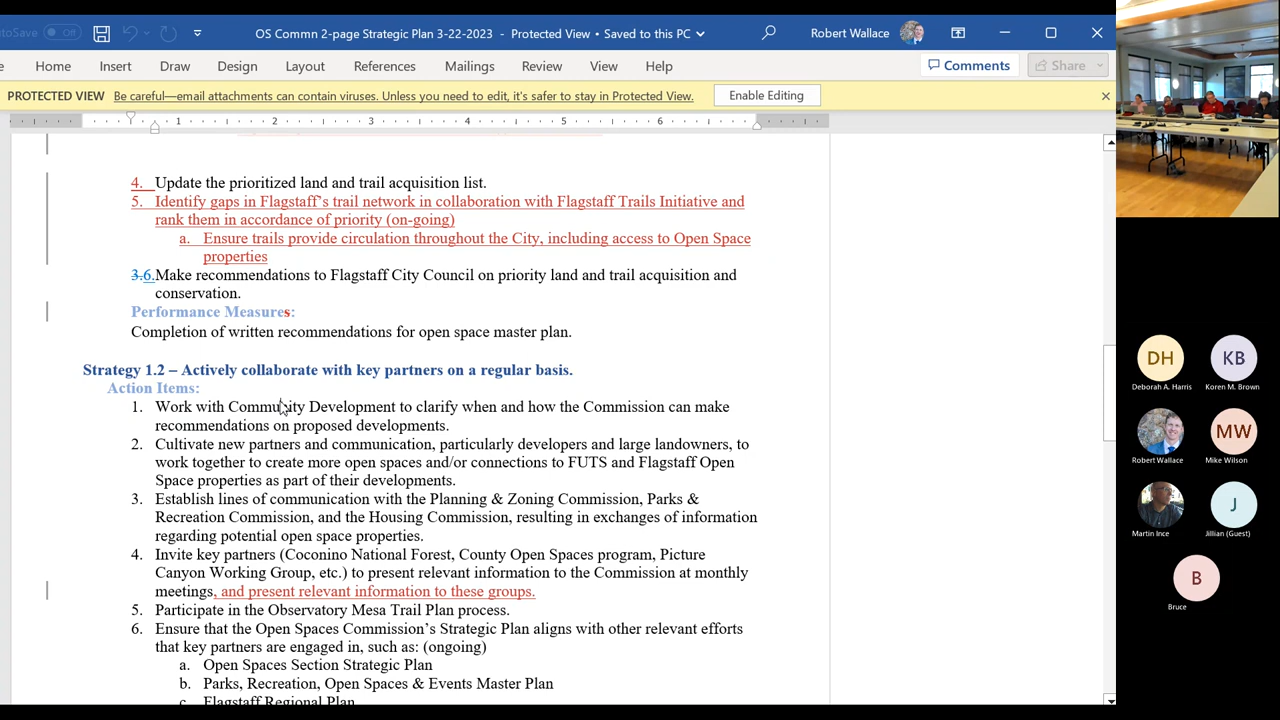 utoSave Off OS Commn 2-page Strategic Plan 3-22-2023 - Protected View • Saved to this PC Robert Wallace
Home Insert Draw Design Layout References Mailings Review View Help Comments Share
PROTECTED VIEW Be careful—email attachments can contain viruses. Unless you need to edit, it's safer to stay in Protected View. Enable Editing
1 2 3 4 5 6
4. Update the prioritized land and trail acquisition list.
5. Identify gaps in Flagstaff's trail network in collaboration with Flagstaff Trails Initiative and
rank them in accordance of priority (on-going)
a. Ensure trails provide circulation throughout the City, including access to Open Space
properties
3.6. Make recommendations to Flagstaff City Council on priority land and trail acquisition and
conservation.
Performance Measures:
Completion of written recommendations for open space master plan.
Strategy 1.2 – Actively collaborate with key partners on a regular basis.
Action Items:
1. Work with Community Development to clarify when and how the Commission can make
recommendations on proposed developments.
2. Cultivate new partners and communication, particularly developers and large landowners, to
work together to create more open spaces and/or connections to FUTS and Flagstaff Open
Space properties as part of their developments.
3. Establish lines of communication with the Planning & Zoning Commission, Parks &
Recreation Commission, and the Housing Commission, resulting in exchanges of information
regarding potential open space properties.
4. Invite key partners (Coconino National Forest, County Open Spaces program, Picture
Canyon Working Group, etc.) to present relevant information to the Commission at monthly
meetings, and present relevant information to these groups.
5. Participate in the Observatory Mesa Trail Plan process.
6. Ensure that the Open Spaces Commission's Strategic Plan aligns with other relevant efforts
that key partners are engaged in, such as: (ongoing)
a. Open Spaces Section Strategic Plan
b. Parks, Recreation, Open Spaces & Events Master Plan
c. Flagstaff Regional Plan
DH KB
Deborah A. Harris Koren M. Brown
MW
Robert Wallace Mike Wilson
J
Martin Ince Jillian (Guest)
B
Bruce